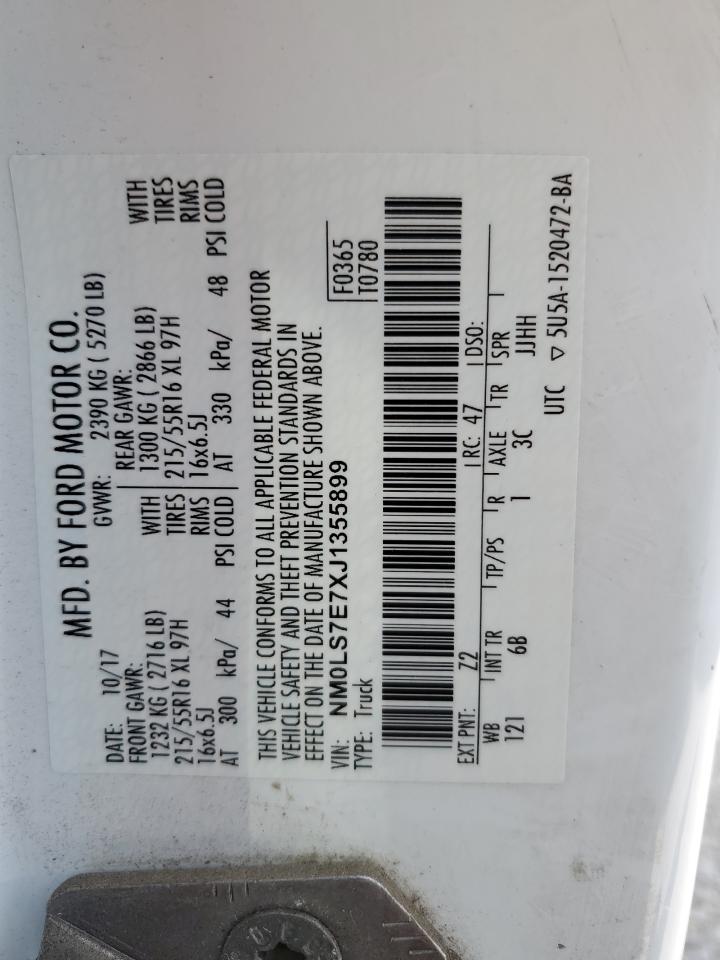 MFD. BY FORD MOTOR CO.
DATE: 10/17 GVWR: 2390 KG ( 5270 LB)
FRONT GAWR: REAR GAWR:
1232 KG ( 2716 LB) WITH 1300 KG ( 2866 LB) WITH
215/55R16 XL 97H TIRES 215/55R16 XL 97H TIRES
16x6.5J RIMS 16x6.5J RIMS
AT 300 kPa/ 44 PSI COLD AT 330 kPa/ 48 PSI COLD
THIS VEHICLE CONFORMS TO ALL APPLICABLE FEDERAL MOTOR
VEHICLE SAFETY AND THEFT PREVENTION STANDARDS IN
EFFECT ON THE DATE OF MANUFACTURE SHOWN ABOVE.
VIN: NM0LS7E7XJ1355899 F0365
TYPE: Truck T0780
EXT PNT: Z2 RC: 47 DSO:
WB INT TR TP/PS R AXLE TR SPR
121 6B 1 3C JJHH
UTC ▽ 5U5A-1520472-BA